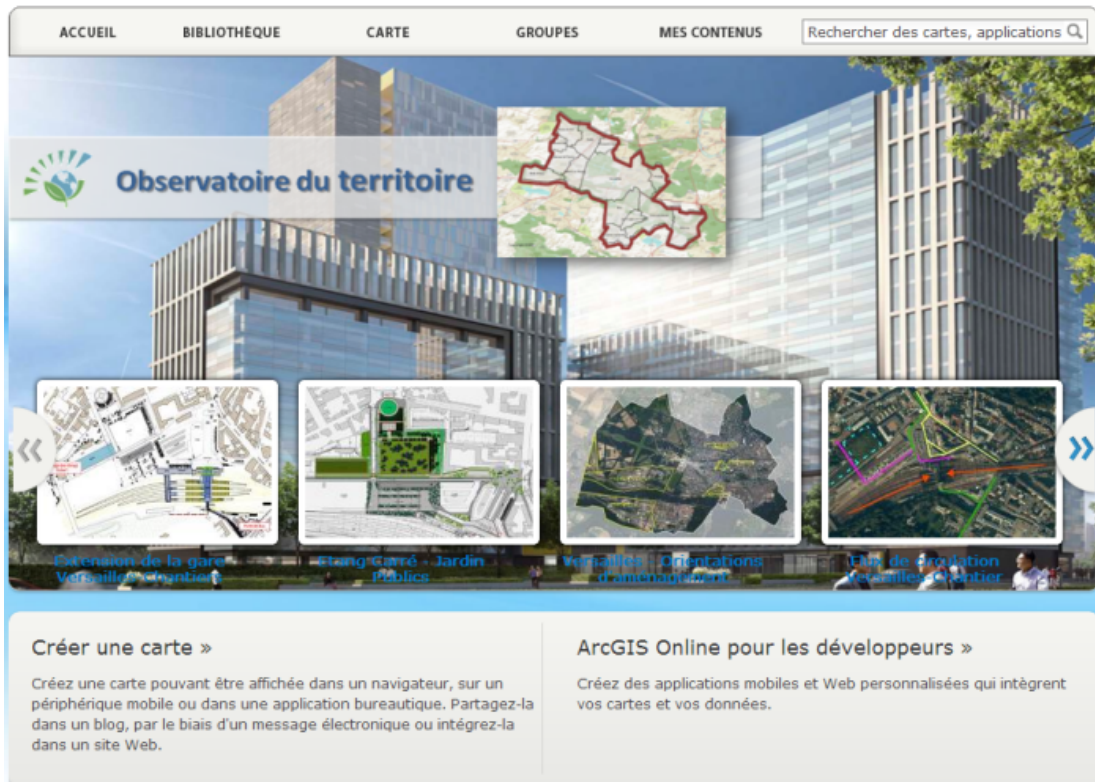 ACCUEIL BIBLIOTHÈQUE CARTE GROUPES MES CONTENUS Rechercher des cartes, applications
Observatoire du territoire
Extension de la gare Versailles-Chantiers
Etang Carré - Jardin Publics
Versailles - Orientations d'aménagement
Flux de circulation Versailles-Chantier
Créer une carte »
Créez une carte pouvant être affichée dans un navigateur, sur un
périphérique mobile ou dans une application bureautique. Partagez-la
dans un blog, par le biais d'un message électronique ou intégrez-la
dans un site Web.
ArcGIS Online pour les développeurs »
Créez des applications mobiles et Web personnalisées qui intègrent
vos cartes et vos données.